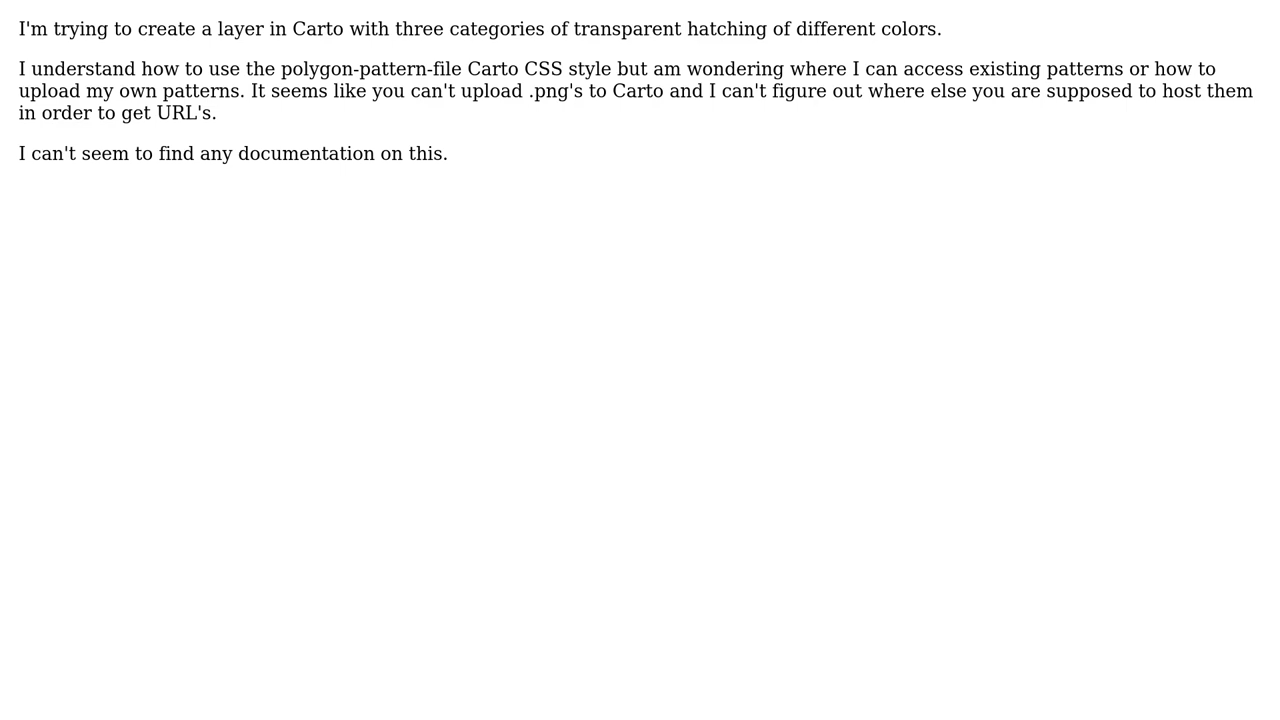 I'm trying to create a layer in Carto with three categories of transparent hatching of different colors.
I understand how to use the polygon-pattern-file Carto CSS style but am wondering where I can access existing patterns or how to
upload my own patterns. It seems like you can't upload .png's to Carto and I can't figure out where else you are supposed to host them
in order to get URL's.
I can't seem to find any documentation on this.